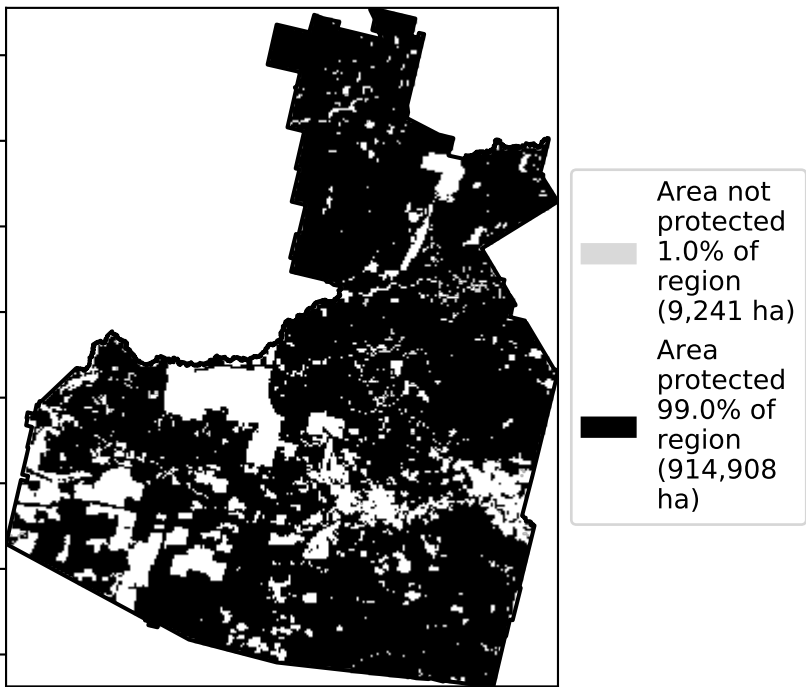 Area not
protected
1.0% of
region
(9,241 ha)
Area
protected
99.0% of
region
(914,908
ha)